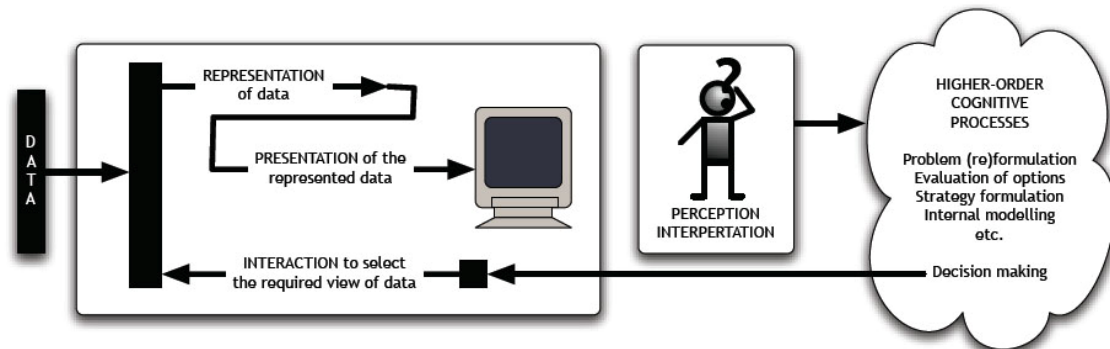 DATA
REPRESENTATION
of data
PRESENTATION of the
represented data
INTERACTION to select
the required view of data
PERCEPTION
INTERPERTATION
HIGHER-ORDER
COGNITIVE
PROCESSES
Problem (re)formulation
Evaluation of options
Strategy formulation
Internal modelling
etc.
Decision making